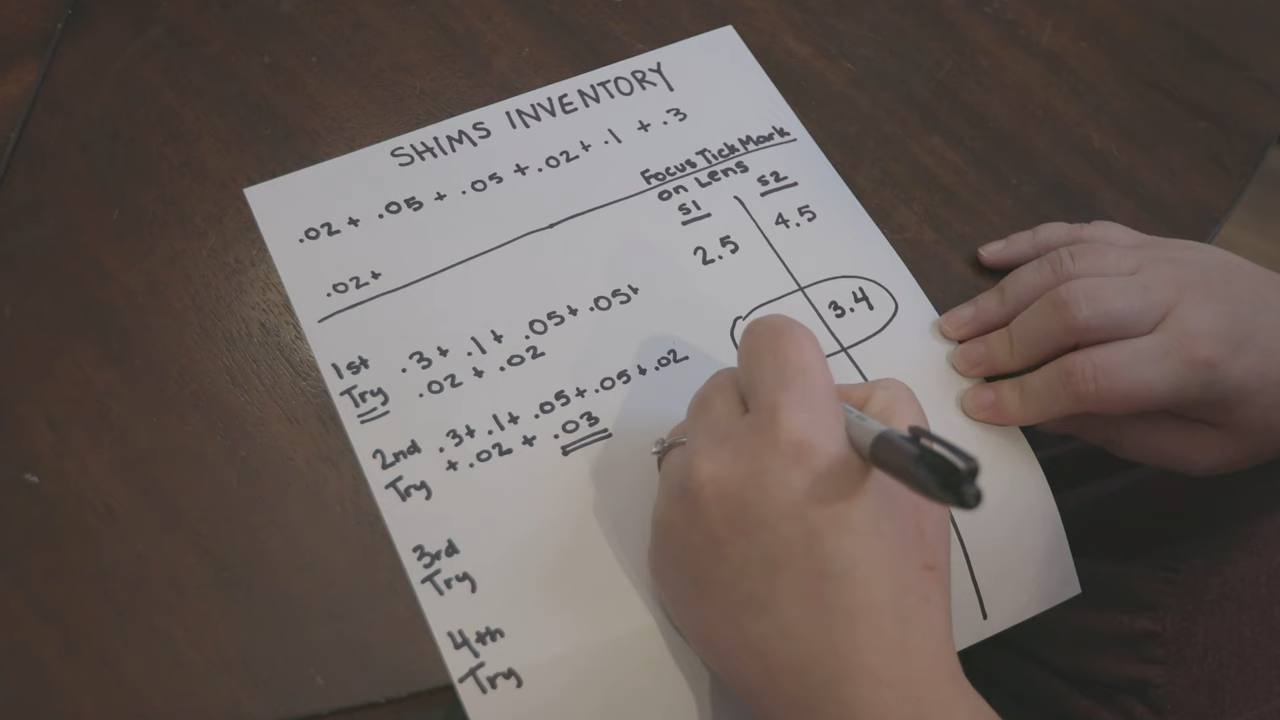 SHIMS INVENTORY
.02 + .05 + .05 + .02 + .1 + .3
.02+
Focus Tick Mark
on Lens
S1
S2
2.5
4.5
1st
Try
.3+ .1+ .05+ .05+
.02 + .02
3.4
2nd
Try
.3+ .1+ .05+.05+.02
+.02 + .03
3rd
Try
4th
Try